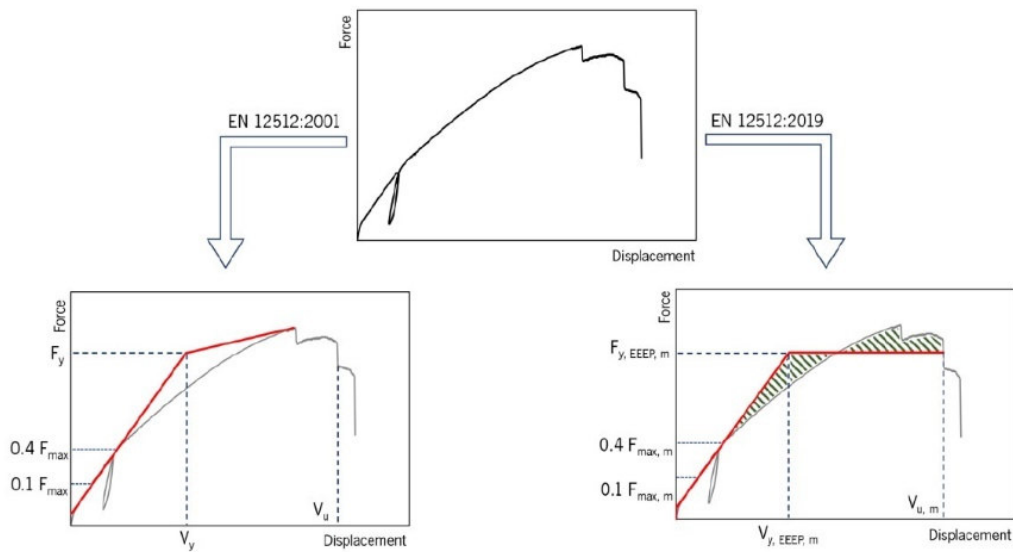 Force
Displacement
EN 12512:2001
EN 12512:2019
Force
F_y
0.4 F_max
0.1 F_max
V_y
V_u
Displacement
Force
F_y, EEEP, m
0.4 F_max, m
0.1 F_max, m
V_y, EEEP, m
V_u, m
Displacement